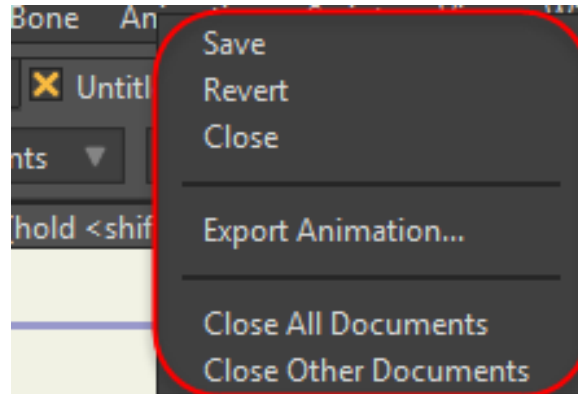 Bone
Save
Revert
Close
Export Animation...
Close All Documents
Close Other Documents
Untitl
nts
hold <shif